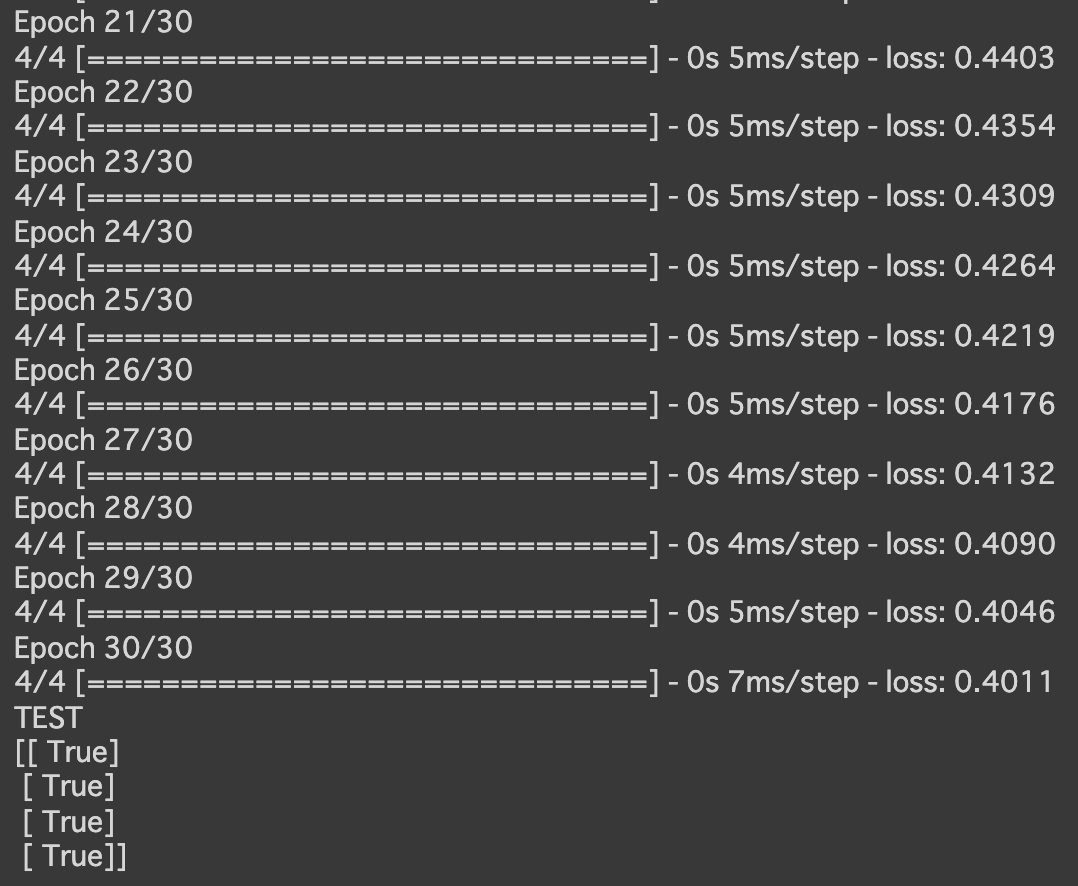 Epoch 21/30
4/4 [==============================] - 0s 5ms/step - loss: 0.4403
Epoch 22/30
4/4 [==============================] - 0s 5ms/step - loss: 0.4354
Epoch 23/30
4/4 [==============================] - 0s 5ms/step - loss: 0.4309
Epoch 24/30
4/4 [==============================] - 0s 5ms/step - loss: 0.4264
Epoch 25/30
4/4 [==============================] - 0s 5ms/step - loss: 0.4219
Epoch 26/30
4/4 [==============================] - 0s 5ms/step - loss: 0.4176
Epoch 27/30
4/4 [==============================] - 0s 4ms/step - loss: 0.4132
Epoch 28/30
4/4 [==============================] - 0s 4ms/step - loss: 0.4090
Epoch 29/30
4/4 [==============================] - 0s 5ms/step - loss: 0.4046
Epoch 30/30
4/4 [==============================] - 0s 7ms/step - loss: 0.4011
TEST
[[ True]
 [ True]
 [ True]
 [ True]]